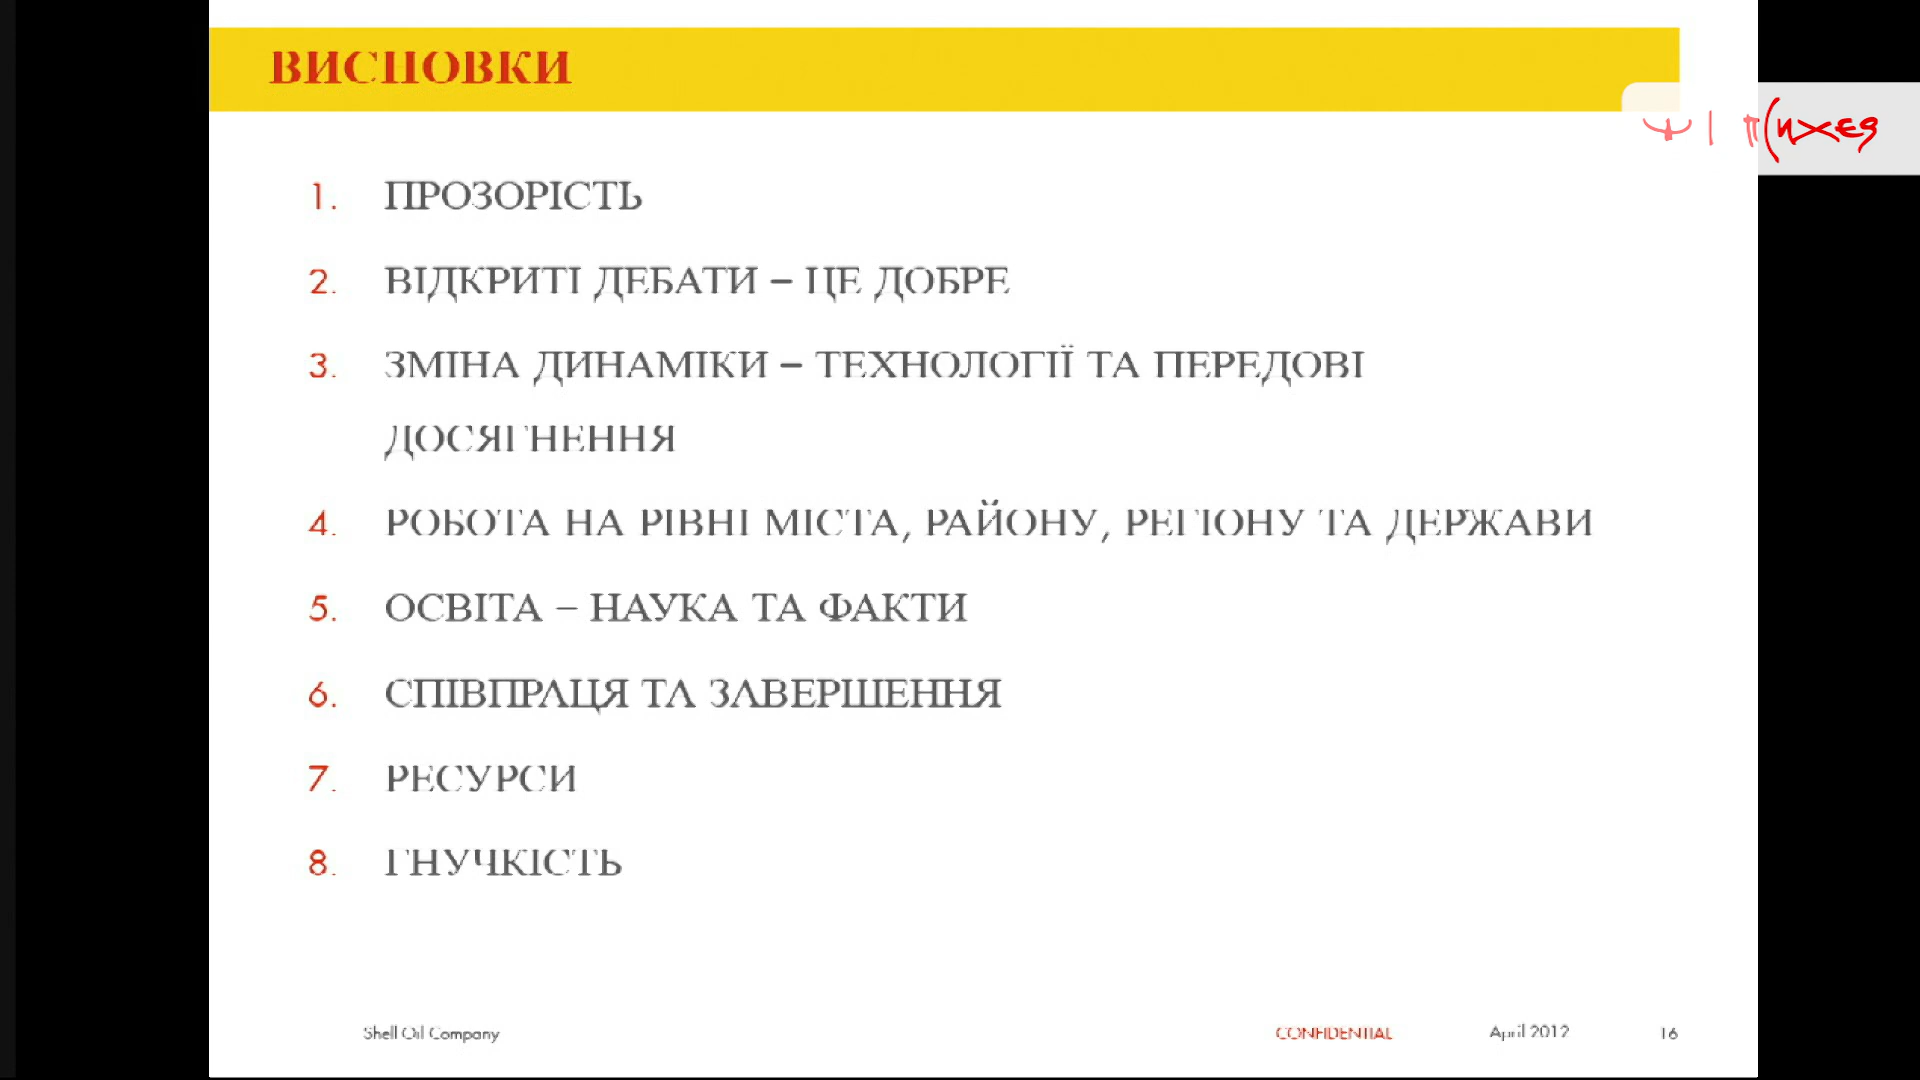 ВИСНОВКИ
Ψ | психея
1. ПРОЗОРІСТЬ
2. ВІДКРИТІ ДЕБАТИ – ЦЕ ДОБРЕ
3. ЗМІНА ДИНАМІКИ – ТЕХНОЛОГІЇ ТА ПЕРЕДОВІ
ДОСЯГНЕННЯ
4. РОБОТА НА РІВНІ МІСТА, РАЙОНУ, РЕГІОНУ ТА ДЕРЖАВИ
5. ОСВІТА – НАУКА ТА ФАКТИ
6. СПІВПРАЦЯ ТА ЗАВЕРШЕННЯ
7. РЕСУРСИ
8. ГНУЧКІСТЬ
Shell Oil Company CONFIDENTIAL April 2012 16